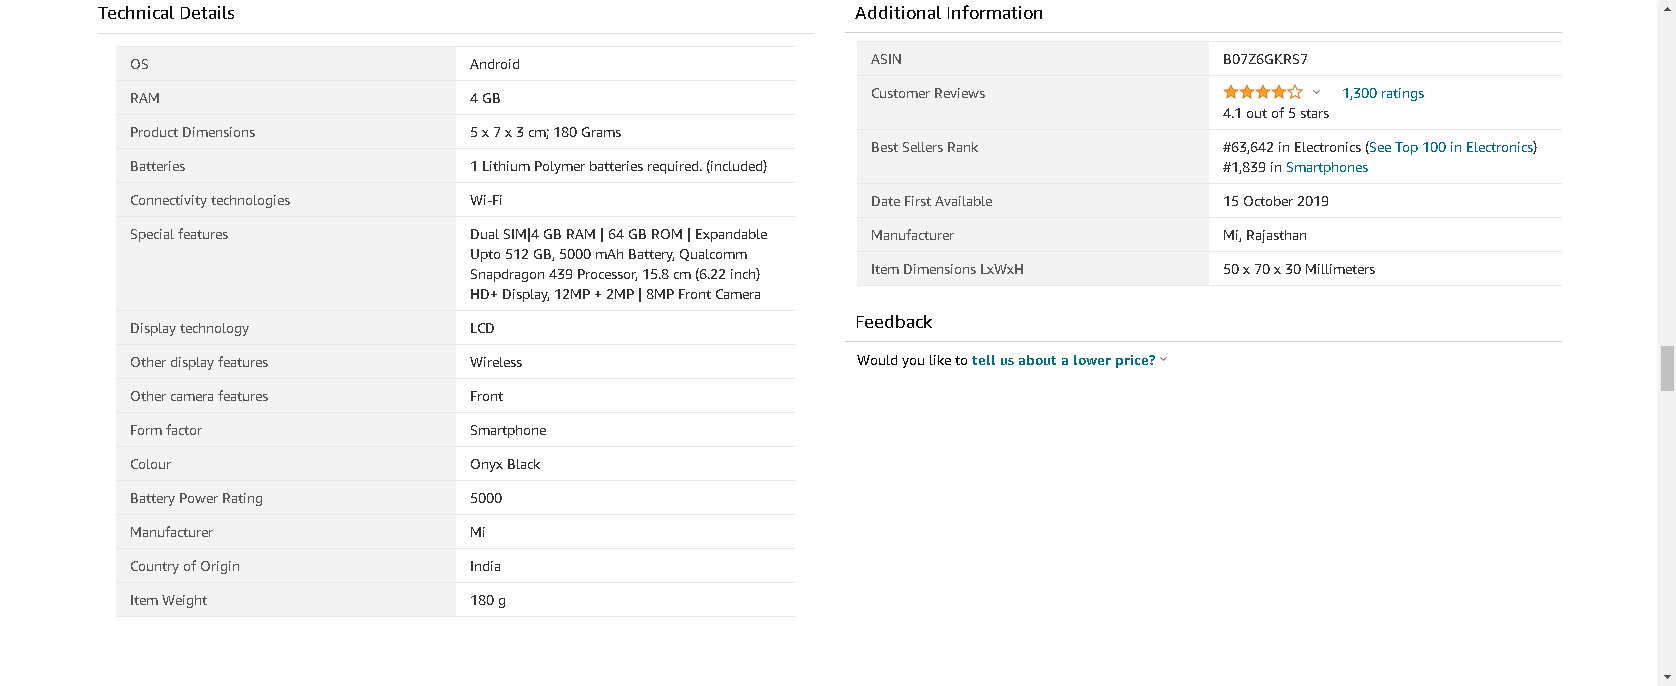 Technical Details
OS Android
RAM 4 GB
Product Dimensions 5 x 7 x 3 cm; 180 Grams
Batteries 1 Lithium Polymer batteries required. (included)
Connectivity technologies Wi-Fi
Special features Dual SIM|4 GB RAM | 64 GB ROM | Expandable
Upto 512 GB, 5000 mAh Battery, Qualcomm
Snapdragon 439 Processor, 15.8 cm (6.22 inch)
HD+ Display, 12MP + 2MP | 8MP Front Camera
Display technology LCD
Other display features Wireless
Other camera features Front
Form factor Smartphone
Colour Onyx Black
Battery Power Rating 5000
Manufacturer Mi
Country of Origin India
Item Weight 180 g
Additional Information
ASIN B07Z6GKRS7
Customer Reviews 1,300 ratings
4.1 out of 5 stars
Best Sellers Rank #63,642 in Electronics (See Top 100 in Electronics)
#1,839 in Smartphones
Date First Available 15 October 2019
Manufacturer Mi, Rajasthan
Item Dimensions LxWxH 50 x 70 x 30 Millimeters
Feedback
Would you like to tell us about a lower price?